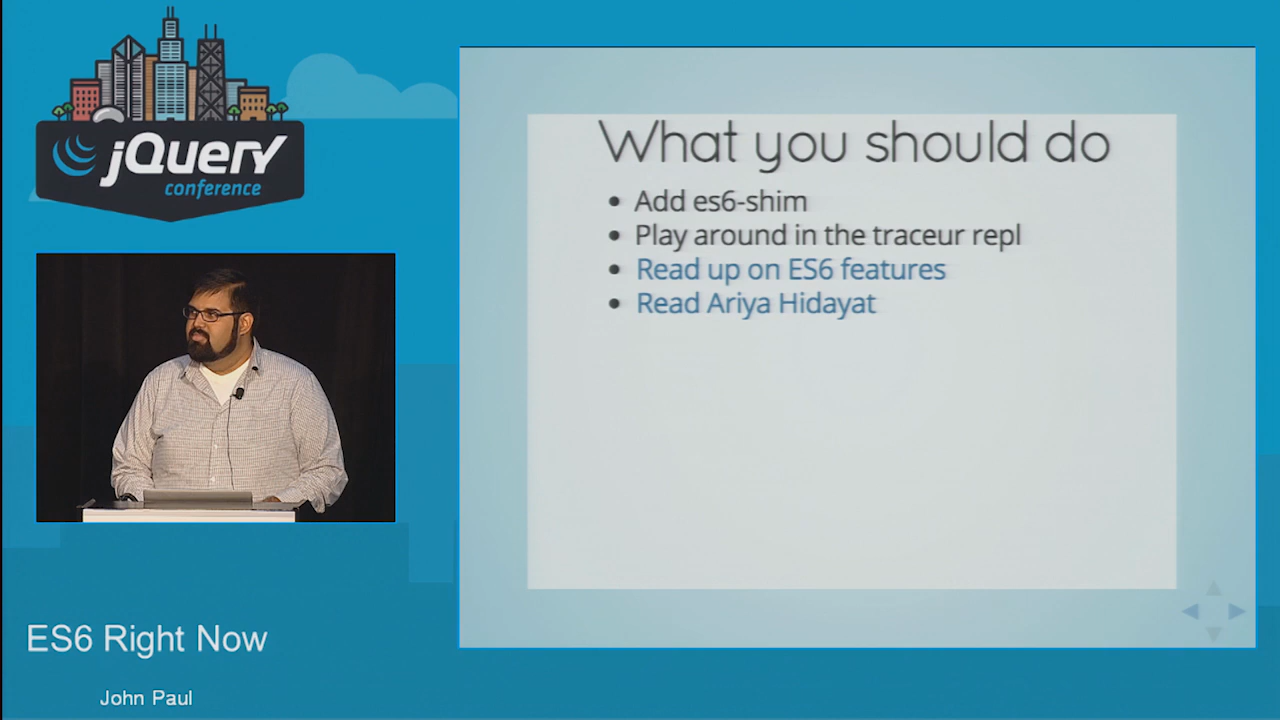 jQuery
conference
What you should do
Add es6-shim
Play around in the traceur repl
Read up on ES6 features
Read Ariya Hidayat
ES6 Right Now
John Paul